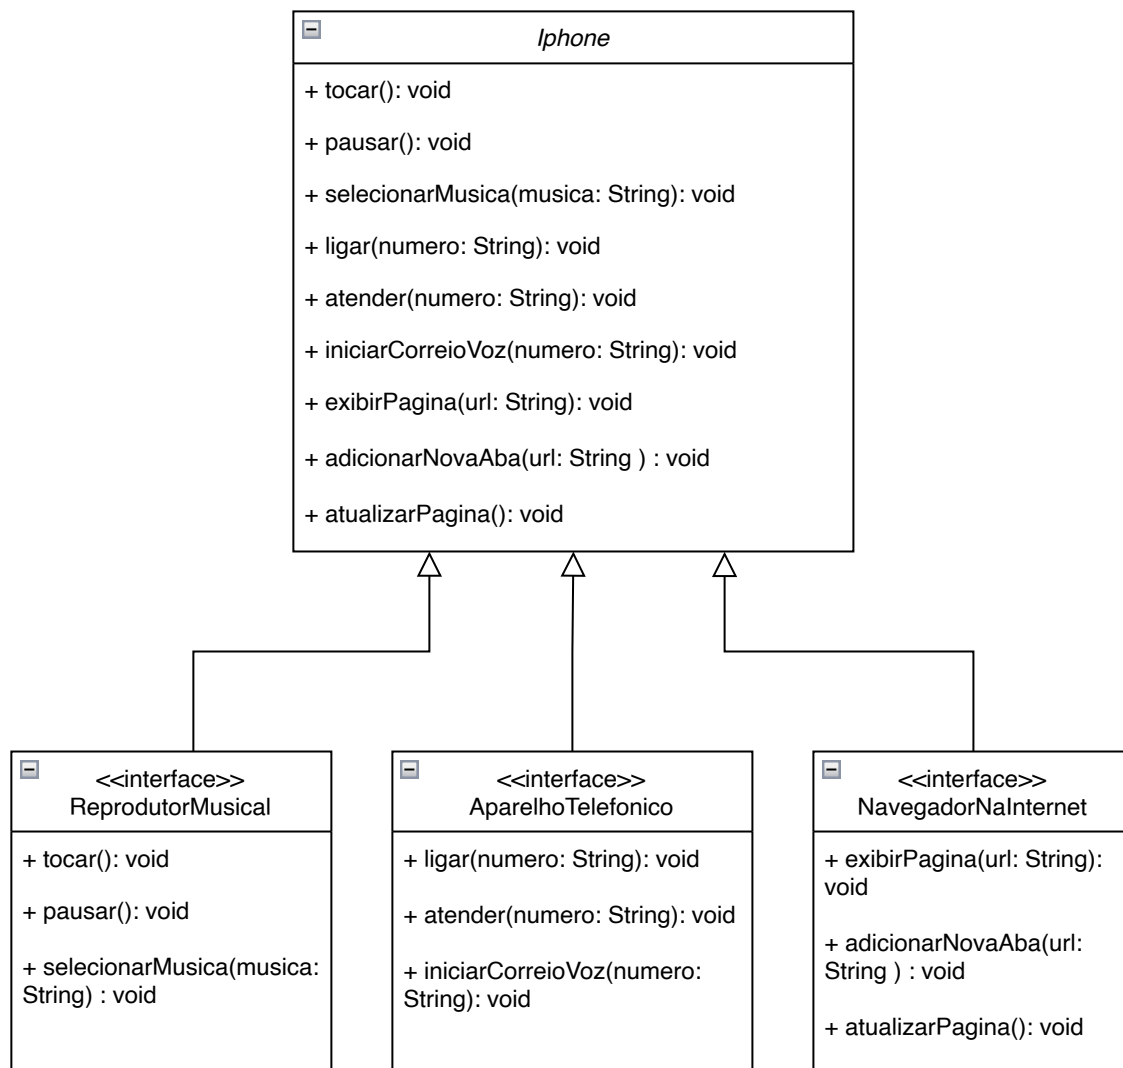 Iphone
+ tocar(): void
+ pausar(): void
+ selecionarMusica(musica: String): void
+ ligar(numero: String): void
+ atender(numero: String): void
+ iniciarCorreioVoz(numero: String): void
+ exibirPagina(url: String): void
+ adicionarNovaAba(url: String ) : void
+ atualizarPagina(): void
<<interface>>
ReprodutorMusical
+ tocar(): void
+ pausar(): void
+ selecionarMusica(musica:
String) : void
<<interface>>
AparelhoTelefonico
+ ligar(numero: String): void
+ atender(numero: String): void
+ iniciarCorreioVoz(numero:
String): void
<<interface>>
NavegadorNaInternet
+ exibirPagina(url: String):
void
+ adicionarNovaAba(url:
String ) : void
+ atualizarPagina(): void